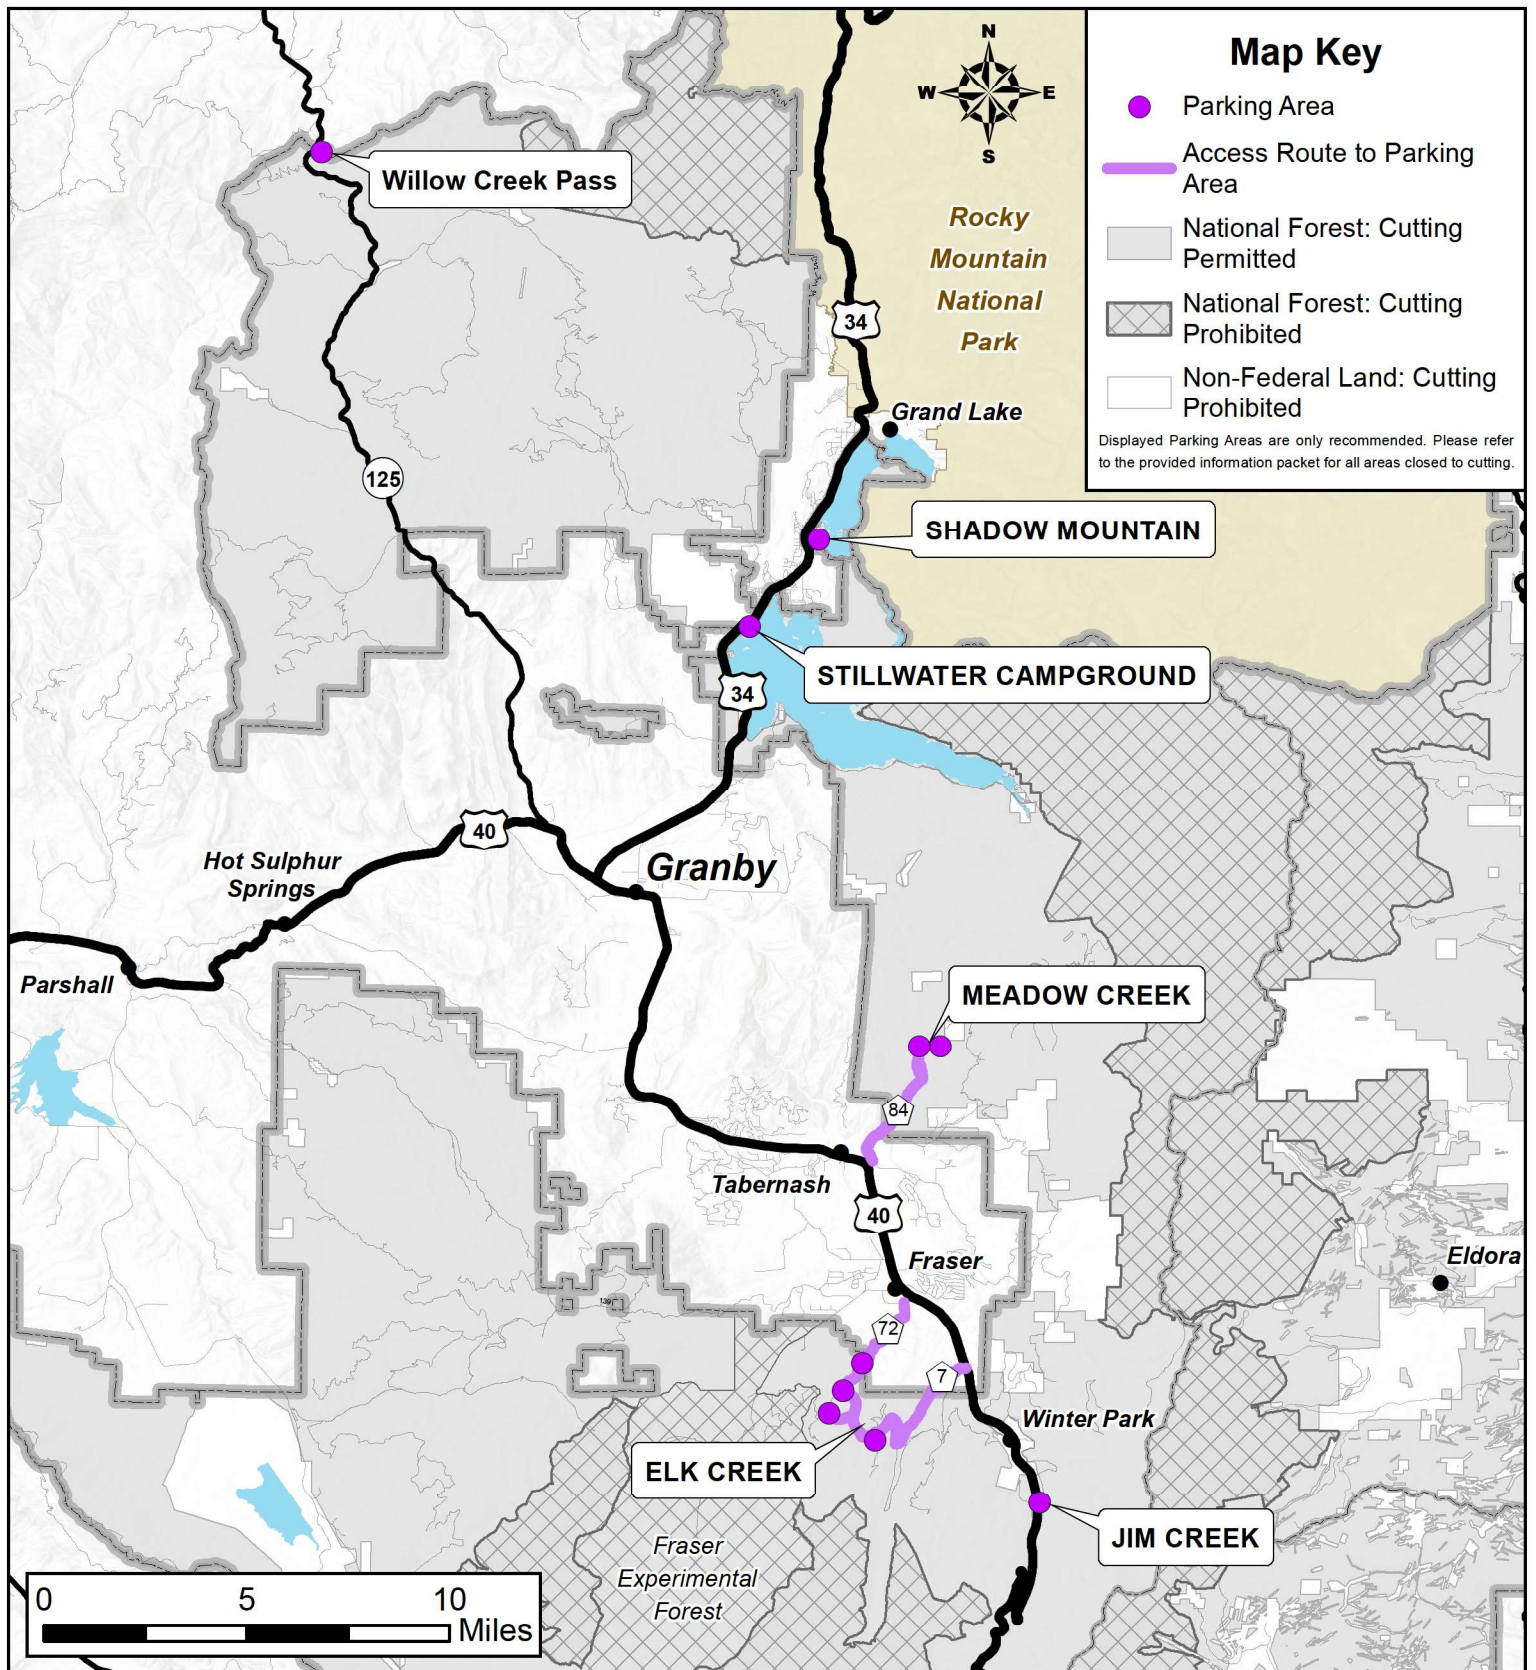 Map Key
Parking Area
Access Route to Parking
Area
National Forest: Cutting
Permitted
National Forest: Cutting
Prohibited
Non-Federal Land: Cutting
Prohibited
Displayed Parking Areas are only recommended. Please refer
to the provided information packet for all areas closed to cutting.
N
W
E
S
Willow Creek Pass
Rocky
Mountain
National
Park
34
Grand Lake
125
SHADOW MOUNTAIN
STILLWATER CAMPGROUND
34
40
Hot Sulphur
Springs
Granby
Parshall
MEADOW CREEK
84
Tabernash
40
Fraser
Eldora
139
72
7
Winter Park
ELK CREEK
JIM CREEK
Fraser
Experimental
Forest
0 5 10
Miles